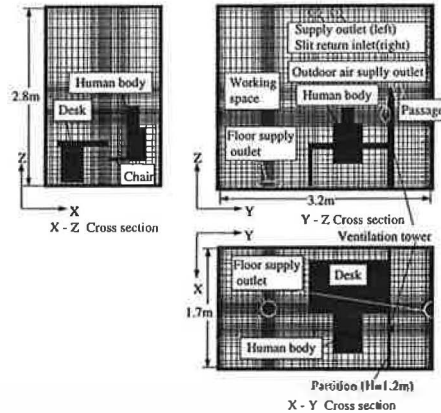 Human body
2.8m
Desk
Chair
Z
X
X - Z Cross section
Supply outlet (left)
Slit return inlet(right)
Outdoor air suplly outlet
Working
space
Human body
Passage
Floor supply
outlet
Z
Y
3.2m
Y - Z Cross section
Ventilation tower
Y
X
Floor supply
outlet
Desk
1.7m
Human body
Partition (H=1.2m)
X - Y Cross section